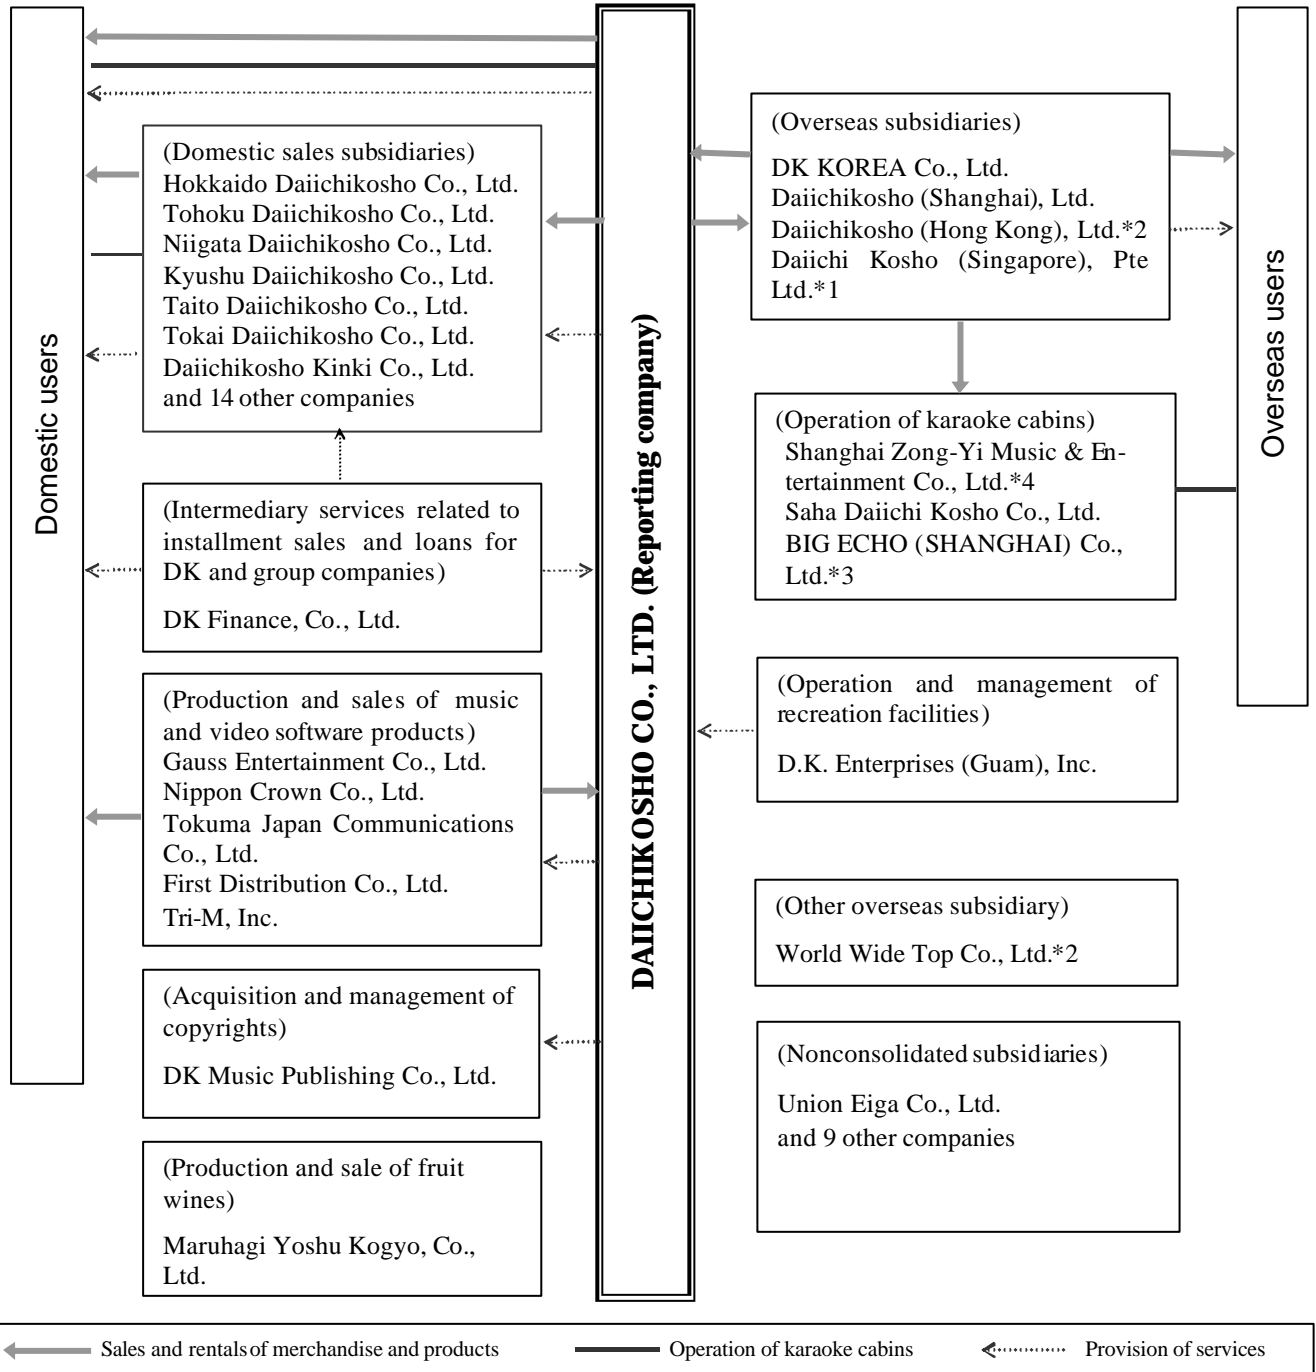 Domestic users
(Domestic sales subsidiaries)
Hokkaido Daiichikosho Co., Ltd.
Tohoku Daiichikosho Co., Ltd.
Niigata Daiichikosho Co., Ltd.
Kyushu Daiichikosho Co., Ltd.
Taito Daiichikosho Co., Ltd.
Tokai Daiichikosho Co., Ltd.
Daiichikosho Kinki Co., Ltd.
and 14 other companies
(Intermediary services related to
installment sales and loans for
DK and group companies)
DK Finance, Co., Ltd.
(Production and sales of music
and video software products)
Gauss Entertainment Co., Ltd.
Nippon Crown Co., Ltd.
Tokuma Japan Communications
Co., Ltd.
First Distribution Co., Ltd.
Tri-M, Inc.
(Acquisition and management of
copyrights)
DK Music Publishing Co., Ltd.
(Production and sale of fruit
wines)
Maruhagi Yoshu Kogyo, Co.,
Ltd.
DAIICHIKOSHO CO., LTD. (Reporting company)
(Overseas subsidiaries)
DK KOREA Co., Ltd.
Daiichikosho (Shanghai), Ltd.
Daiichikosho (Hong Kong), Ltd.*2
Daiichi Kosho (Singapore), Pte
Ltd.*1
(Operation of karaoke cabins)
Shanghai Zong-Yi Music & En-
tertainment Co., Ltd.*4
Saha Daiichi Kosho Co., Ltd.
BIG ECHO (SHANGHAI) Co.,
Ltd.*3
(Operation and management of
recreation facilities)
D.K. Enterprises (Guam), Inc.
(Other overseas subsidiary)
World Wide Top Co., Ltd.*2
(Nonconsolidated subsidiaries)
Union Eiga Co., Ltd.
and 9 other companies
Overseas users
Sales and rentals of merchandise and products
Operation of karaoke cabins
Provision of services